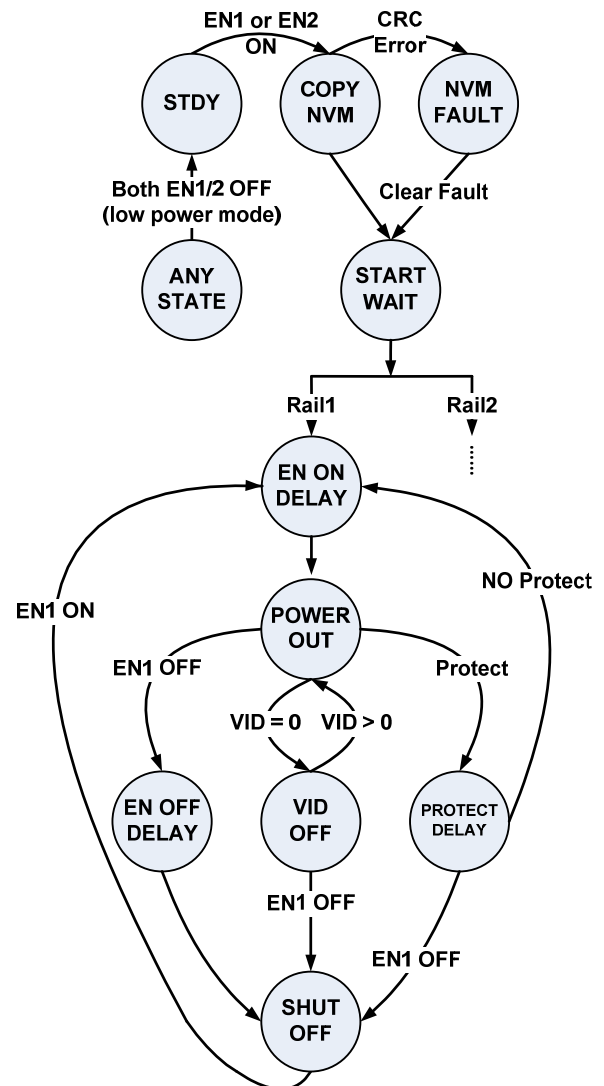 EN1 or EN2
ON
CRC
Error
STDY
COPY
NVM
NVM
FAULT
Both EN1/2 OFF
(low power mode)
Clear Fault
ANY
STATE
START
WAIT
Rail1
Rail2
EN ON
DELAY
NO Protect
EN1 ON
POWER
OUT
EN1 OFF
Protect
VID = 0
VID > 0
EN OFF
DELAY
VID
OFF
PROTECT
DELAY
EN1 OFF
EN1 OFF
SHUT
OFF